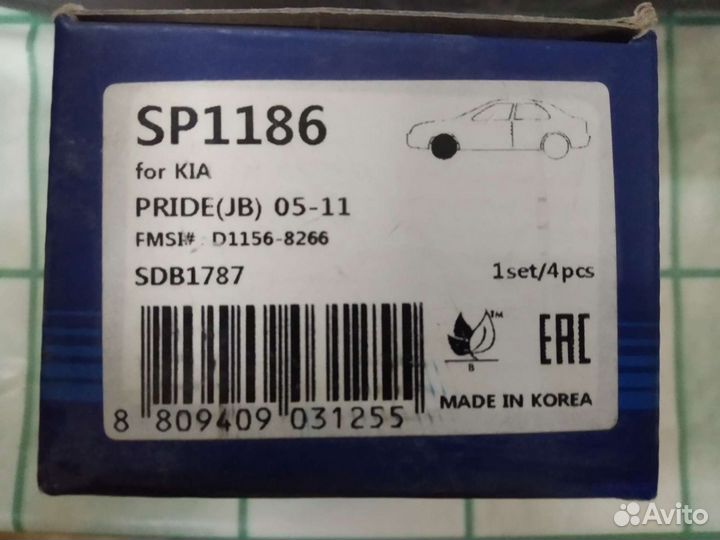 SP1186
for KIA
PRIDE(JB) 05-11
FMSI# D1156-8266
SDB1787
1set/4pcs
TM
B
EAC
MADE IN KOREA
8 809409 031255
Avito